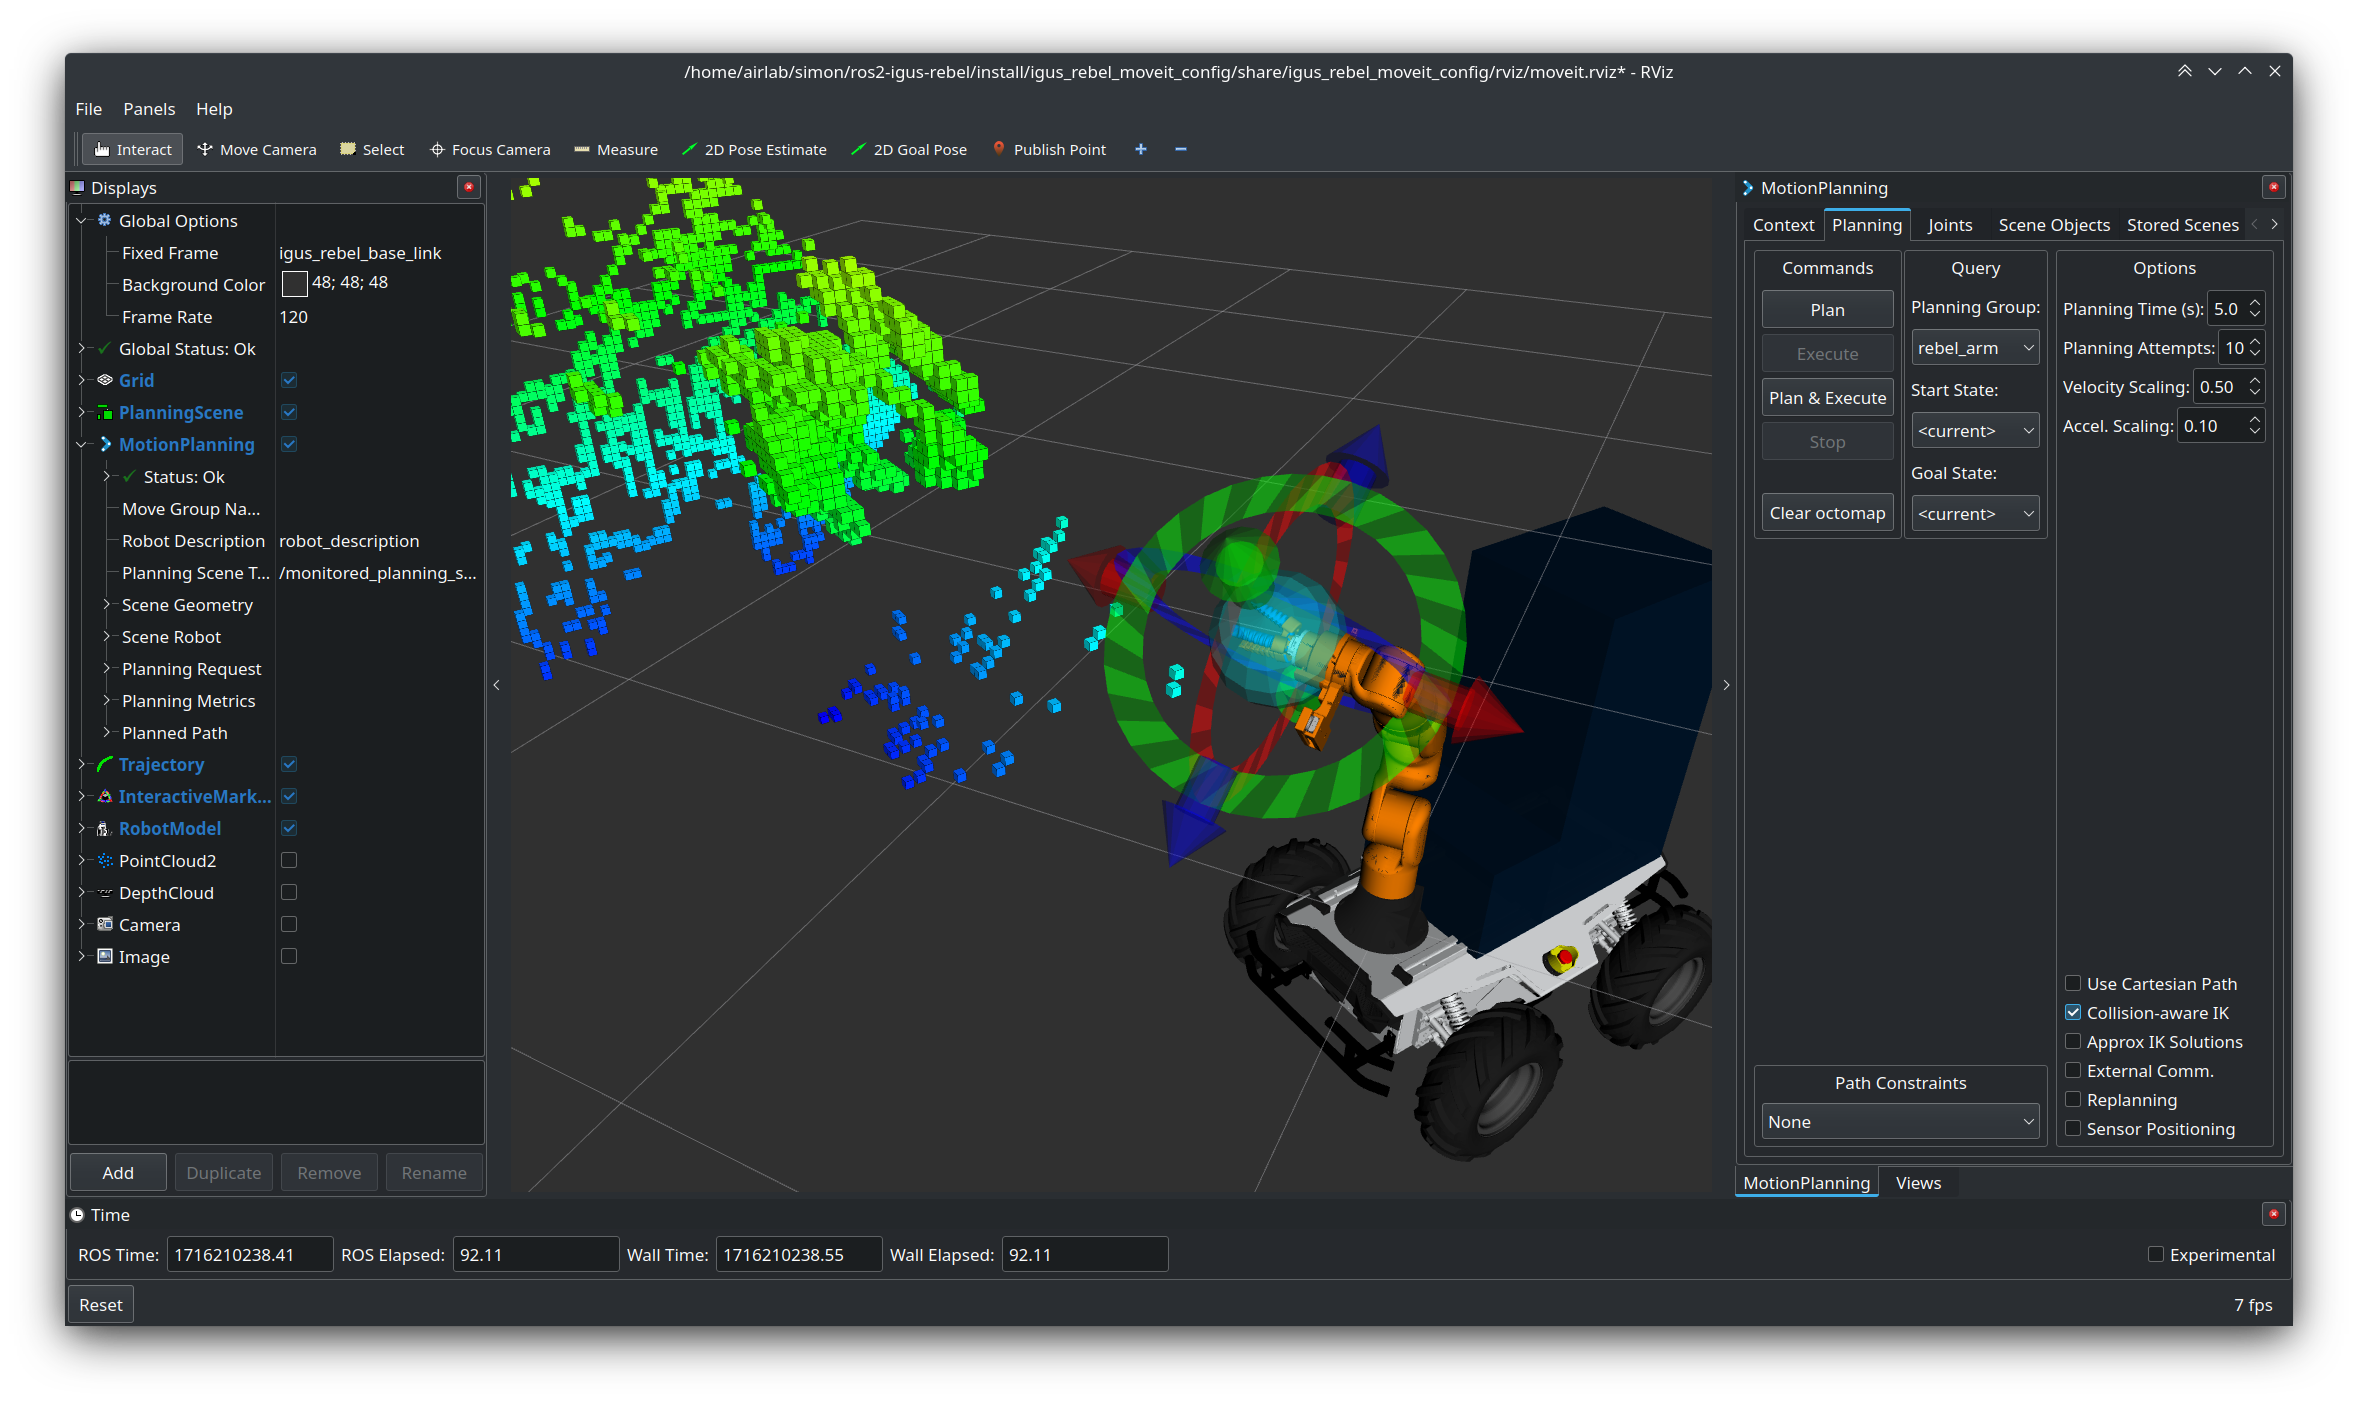 /home/airlab/simon/ros2-igus-rebel/install/igus_rebel_moveit_config/share/igus_rebel_moveit_config/rviz/moveit.rviz* - RViz
File Panels Help
Interact Move Camera Select Focus Camera Measure 2D Pose Estimate 2D Goal Pose Publish Point
Displays
Global Options
Fixed Frame igus_rebel_base_link
Background Color 48; 48; 48
Frame Rate 120
Global Status: Ok
Grid
PlanningScene
MotionPlanning
Status: Ok
Move Group Na...
Robot Description robot_description
Planning Scene T... /monitored_planning_s...
Scene Geometry
Scene Robot
Planning Request
Planning Metrics
Planned Path
Trajectory
InteractiveMark...
RobotModel
PointCloud2
DepthCloud
Camera
Image
Add Duplicate Remove Rename
MotionPlanning
Context Planning Joints Scene Objects Stored Scenes
Commands
Plan
Execute
Plan & Execute
Stop
Clear octomap
Query
Planning Group:
rebel_arm
Start State:
<current>
Goal State:
<current>
Options
Planning Time (s): 5.0
Planning Attempts: 10
Velocity Scaling: 0.50
Accel. Scaling: 0.10
Use Cartesian Path
Collision-aware IK
Approx IK Solutions
External Comm.
Replanning
Sensor Positioning
Path Constraints
None
MotionPlanning Views
Time
ROS Time: 1716210238.41 ROS Elapsed: 92.11 Wall Time: 1716210238.55 Wall Elapsed: 92.11 Experimental
Reset 7 fps